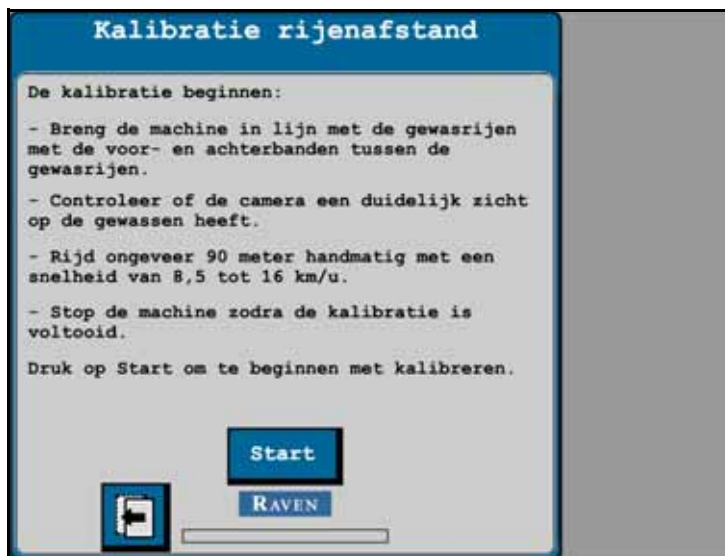 Kalibratie rijenafstand
De kalibratie beginnen:
- Breng de machine in lijn met de gewasrijen
met de voor- en achterbanden tussen de
gewasrijen.
- Controleer of de camera een duidelijk zicht
op de gewassen heeft.
- Rijd ongeveer 90 meter handmatig met een
snelheid van 8,5 tot 16 km/u.
- Stop de machine zodra de kalibratie is
voltooid.
Druk op Start om te beginnen met kalibreren.
Start
RAVEN